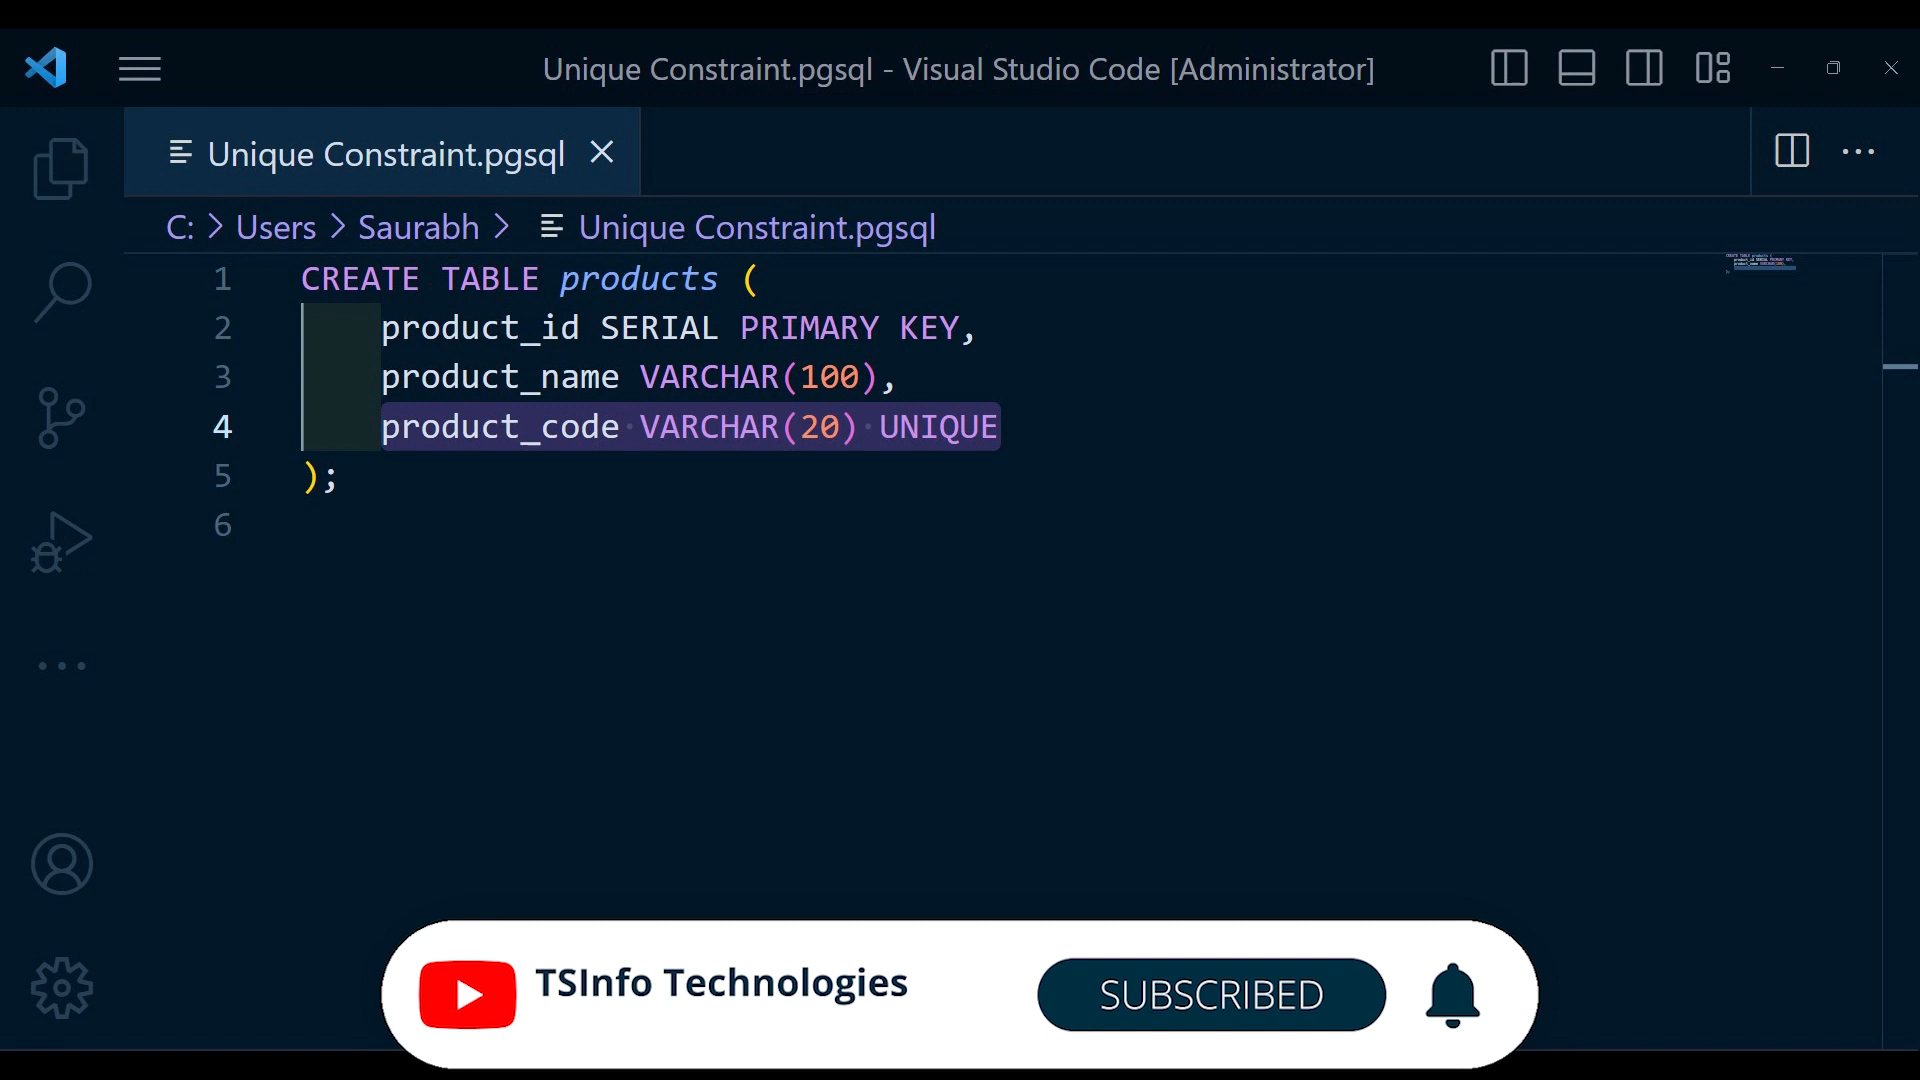 Unique Constraint.pgsql - Visual Studio Code [Administrator]
Unique Constraint.pgsql
C: > Users > Saurabh > Unique Constraint.pgsql
1 CREATE TABLE products (
2 product_id SERIAL PRIMARY KEY,
3 product_name VARCHAR(100),
4 product_code VARCHAR(20) UNIQUE
5 );
6
TSInfo Technologies
SUBSCRIBED